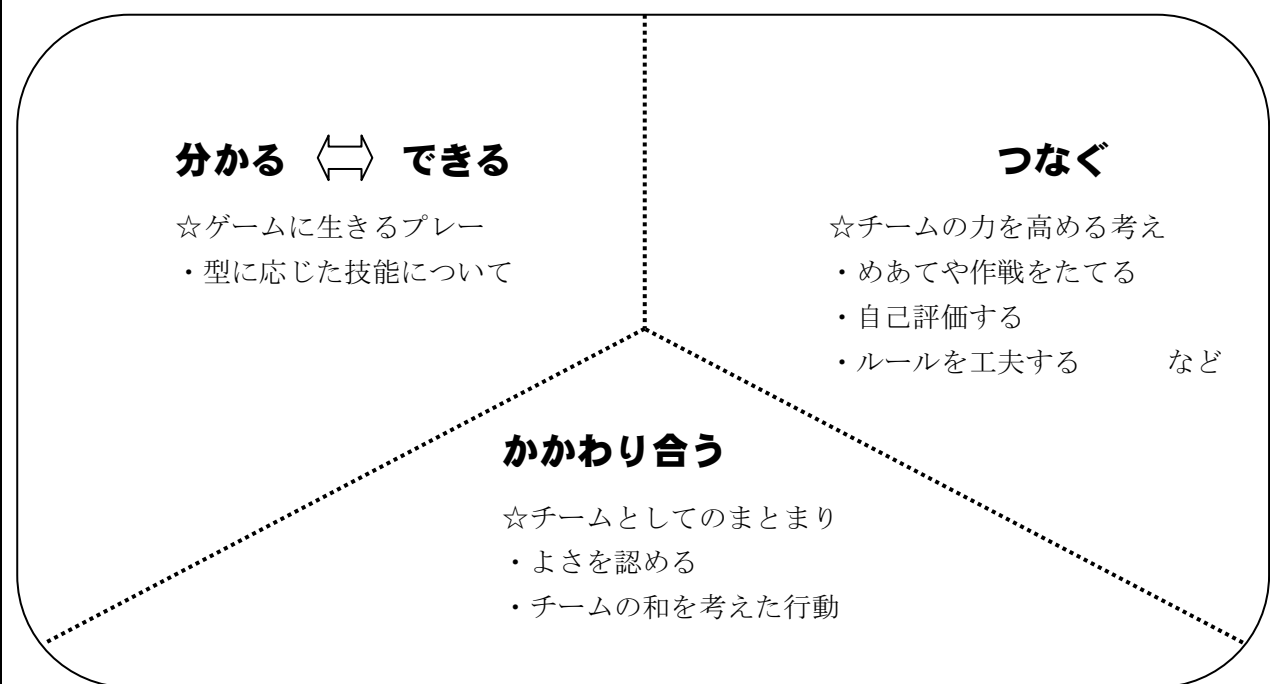 分かる ⇔ できる
☆ゲームに生きるプレー
・型に応じた技能について
つなぐ
☆チームの力を高める考え
・めあてや作戦をたてる
・自己評価する
・ルールを工夫する　　など
かかわり合う
☆チームとしてのまとまり
・よさを認める
・チームの和を考えた行動